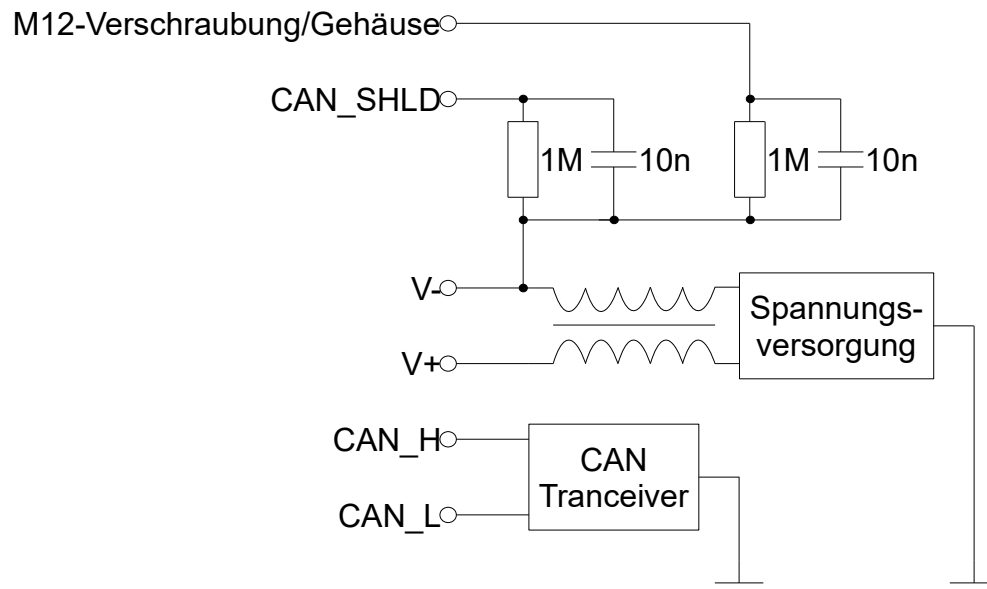 M12-Verschraubung/Gehäuse
CAN_SHLD
1M
10n
1M
10n
V-
Spannungs-
versorgung
V+
CAN_H
CAN
Tranceiver
CAN_L